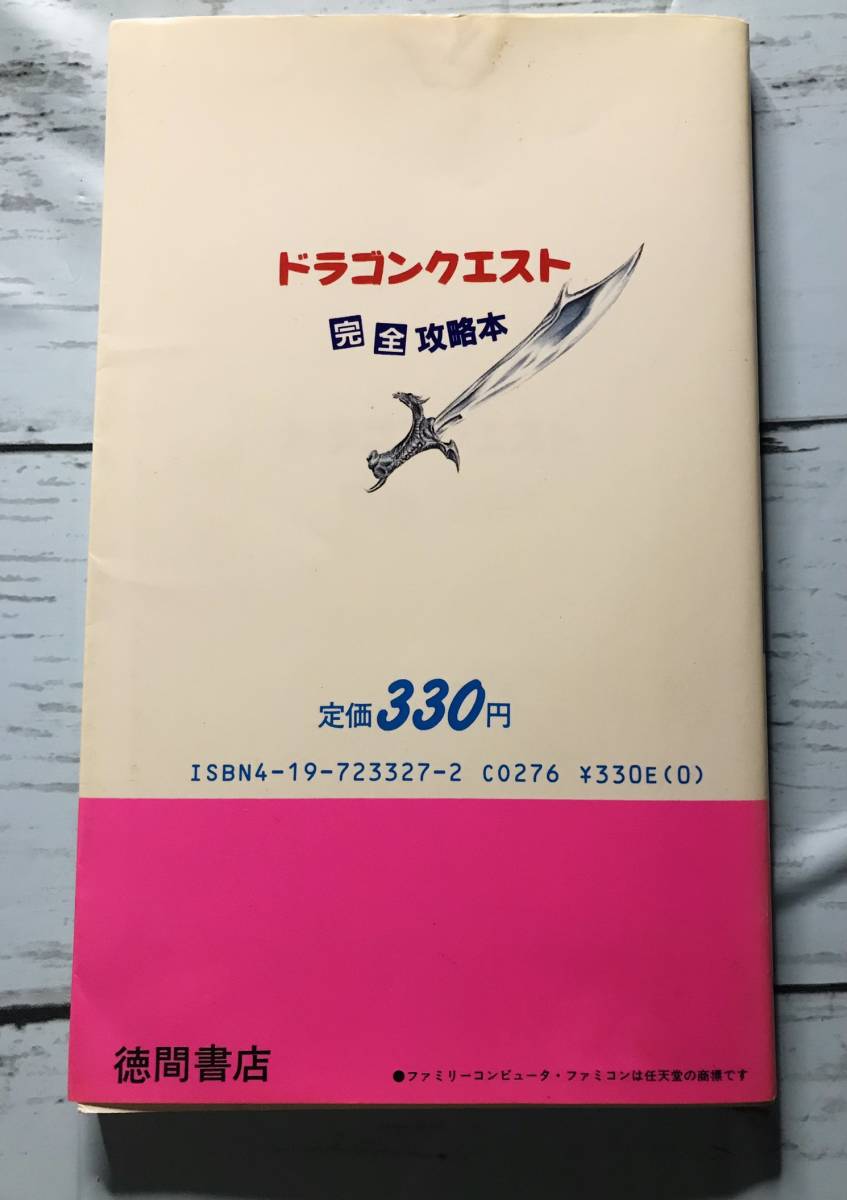 ドラゴンクエスト
完全攻略本
定価330円
ISBN4-19-723327-2 C0276 ¥330E(0)
徳間書店
●ファミリーコンピュータ・ファミコンは任天堂の商標です